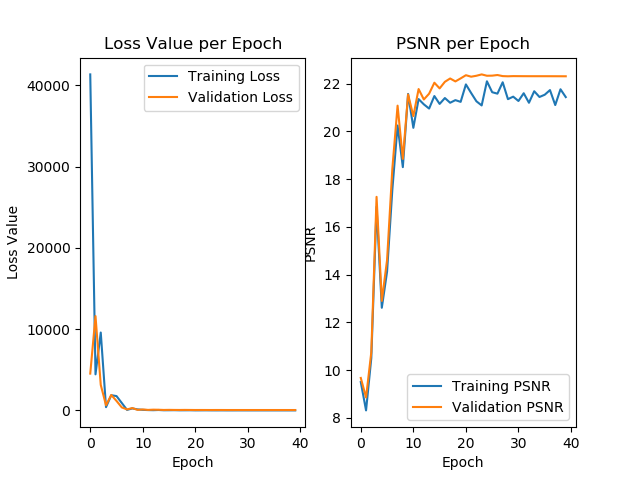 Loss Value per Epoch
Loss Value
40000
30000
20000
10000
0
Training Loss
Validation Loss
0 10 20 30 40
Epoch
PSNR per Epoch
PSNR
22
20
18
16
14
12
10
8
Training PSNR
Validation PSNR
0 10 20 30 40
Epoch